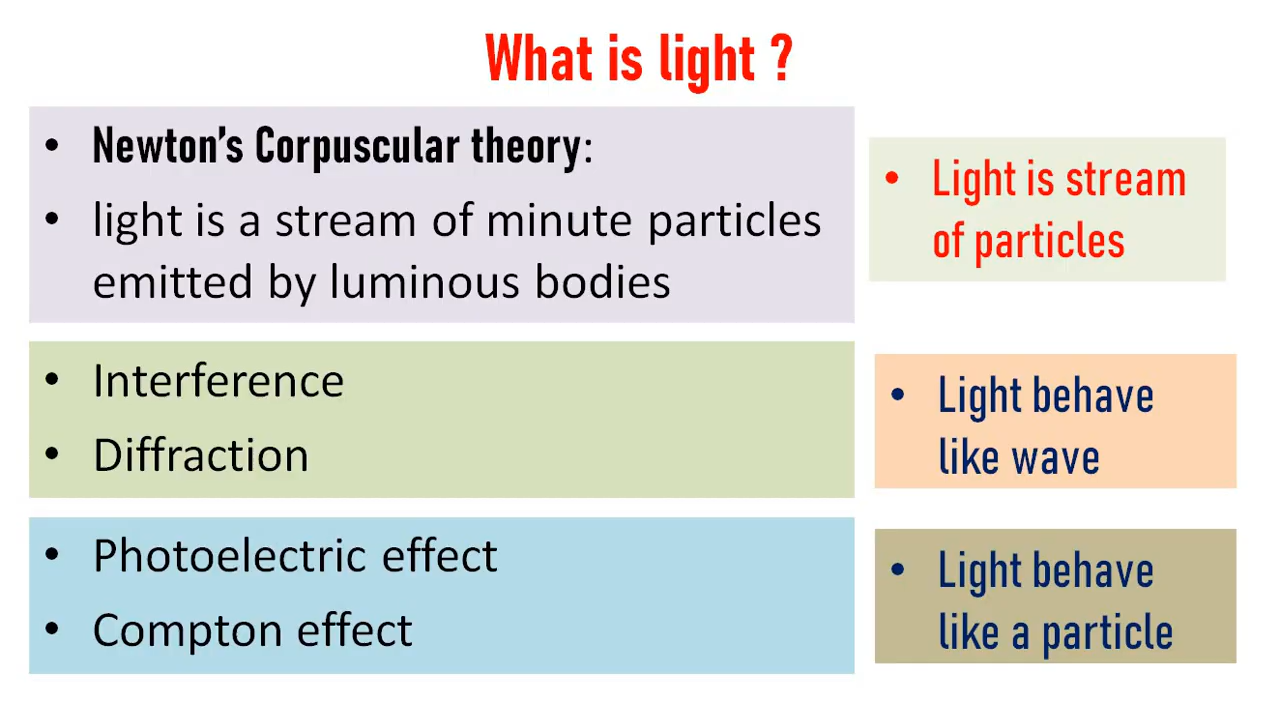 What is light ?
• Newton’s Corpuscular theory:
• light is a stream of minute particles
emitted by luminous bodies
• Light is stream
of particles
• Interference
• Diffraction
• Light behave
like wave
• Photoelectric effect
• Compton effect
• Light behave
like a particle